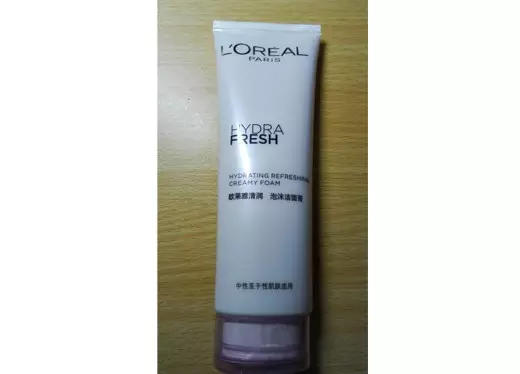 L'ORÉAL
PARIS
HYDRA
FRESH
HYDRATING REFRESHING
CREAMY FOAM
欧莱雅清润 泡沫洁面膏
中性至干性肌肤适用